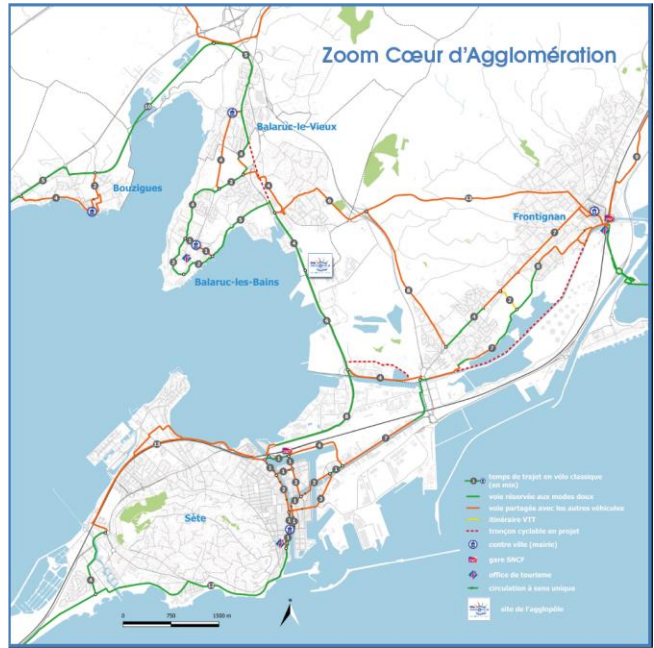 Zoom Cœur d'Agglomération
Balaruc-le-Vieux
Bouzigues
Frontignan
Balaruc-les-Bains
Sète
temps de trajet en vélo classique
(en min)
voie réservée aux modes doux
voie partagée avec les autres véhicules
itinéraire VTT
tronçon cyclable en projet
centre ville (mairie)
gare SNCF
office de tourisme
circulation à sens unique
site de l'agglopôle
0 750 1500 m